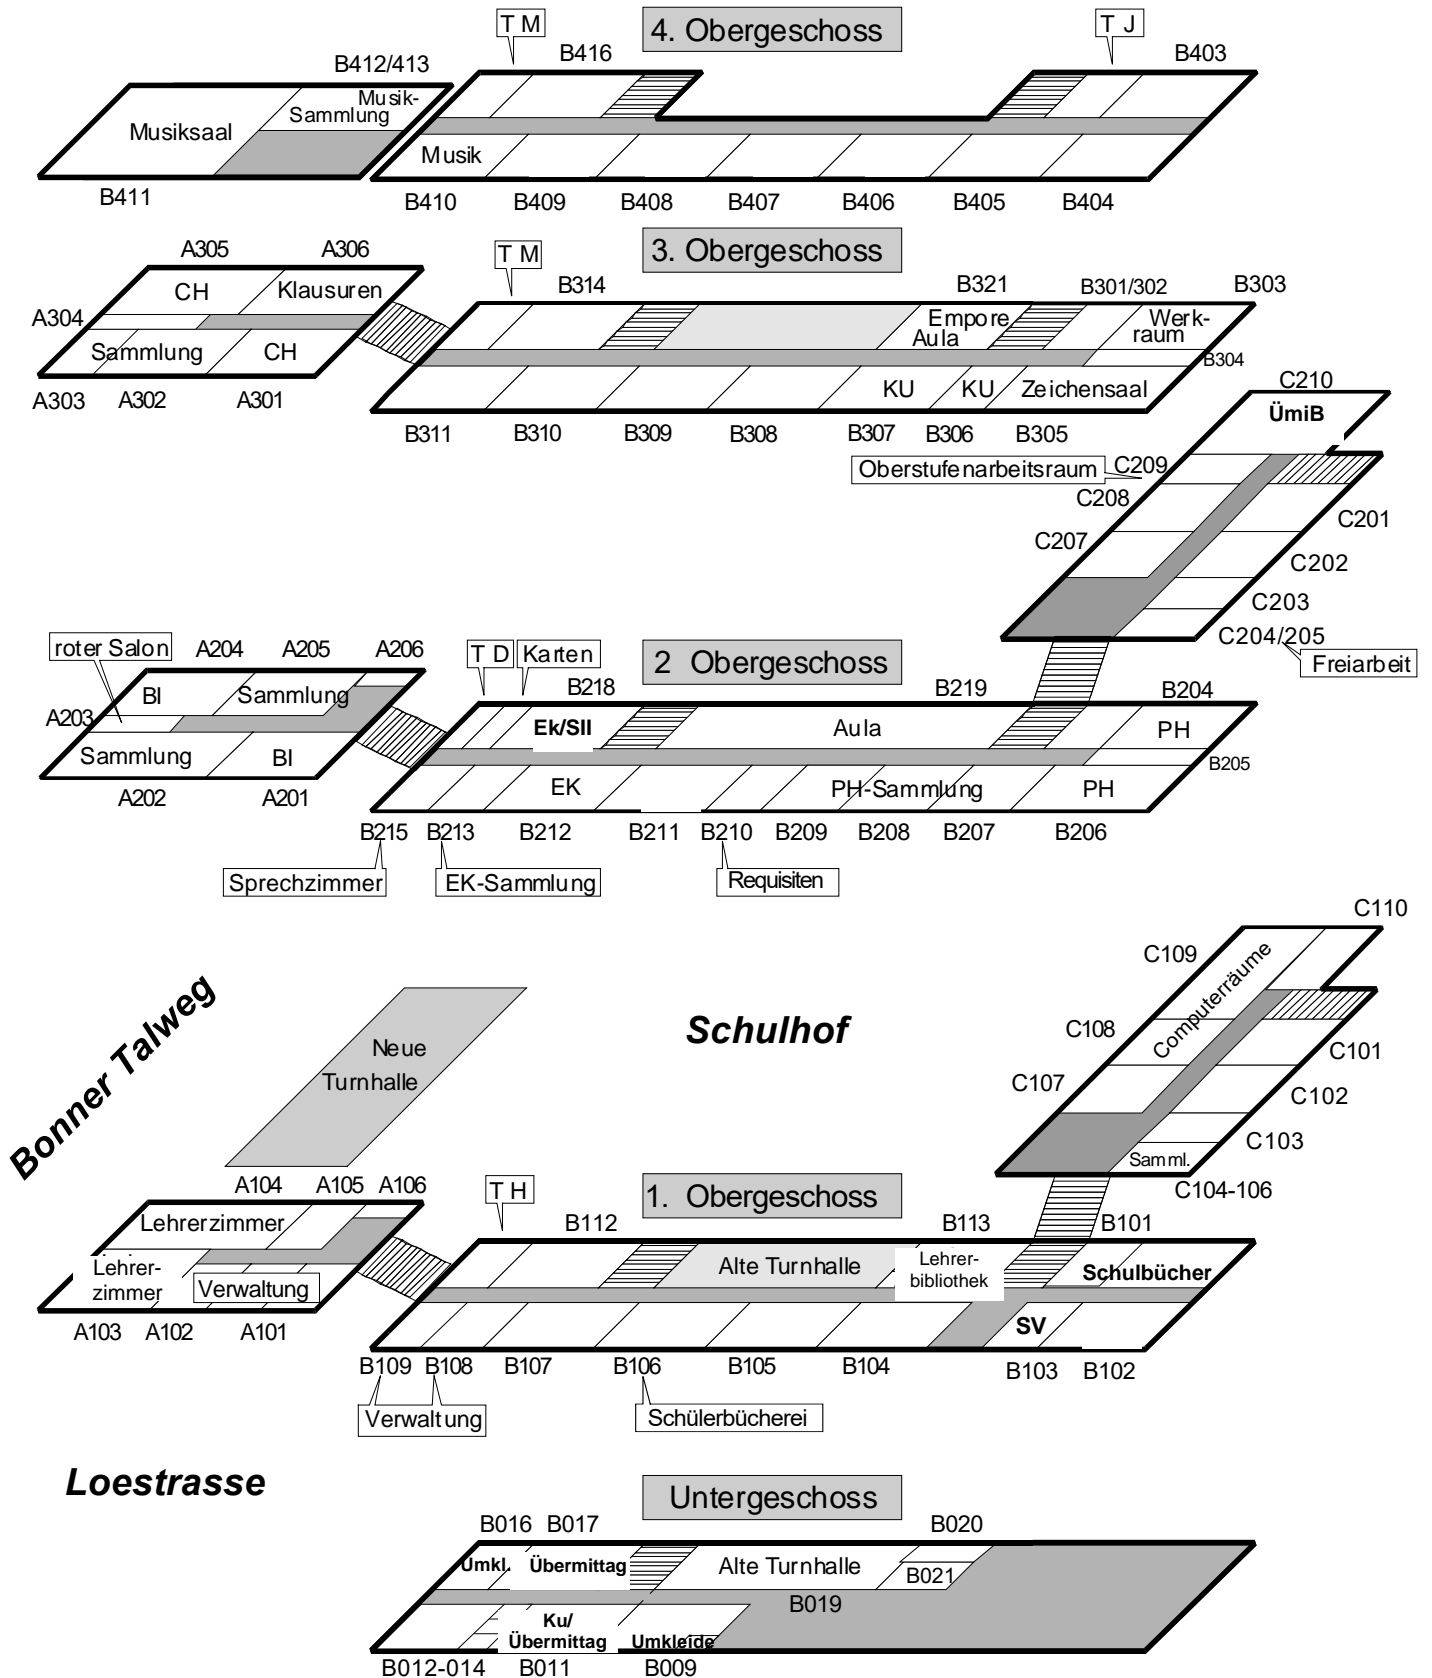 T M
4. Obergeschoss
T J
B412/413
B416
B403
Musik-
Sammlung
Musiksaal
Musik
B411
B410
B409
B408
B407
B406
B405
B404
A305
A306
T M
3. Obergeschoss
B314
B321
B301/302
B303
CH
Klausuren
A304
Empore
Aula
Werk-
raum
Sammlung
CH
B304
KU
KU
Zeichensaal
A303
A302
A301
B311
B310
B309
B308
B307
B306
B305
C210
ÜmiB
Oberstufenarbeitsraum
C209
C208
C201
C207
C202
C203
C204/205
Freiarbeit
roter Salon
A204
A205
A206
T D
Karten
2 Obergeschoss
B218
B219
B204
BI
Sammlung
A203
Ek/SII
Aula
PH
Sammlung
BI
B205
EK
PH-Sammlung
PH
A202
A201
B215
B213
B212
B211
B210
B209
B208
B207
B206
Sprechzimmer
EK-Sammlung
Requisiten
C110
C109
Computerräume
Bonner Talweg
Schulhof
C108
C101
Neue
Turnhalle
C107
C102
C103
Samml.
C104-106
A104
A105
A106
T H
1. Obergeschoss
B112
B113
B101
Lehrerzimmer
Lehrer-
zimmer
Verwaltung
Alte Turnhalle
Lehrer-
bibliothek
Schulbücher
SV
A103
A102
A101
B109
B108
B107
B106
B105
B104
B103
B102
Verwaltung
Schülerbücherei
Loestrasse
Untergeschoss
B016
B017
B020
Umkl.
Übermittag
Alte Turnhalle
B021
B019
Ku/
Übermittag
Umkleide
B012-014
B011
B009